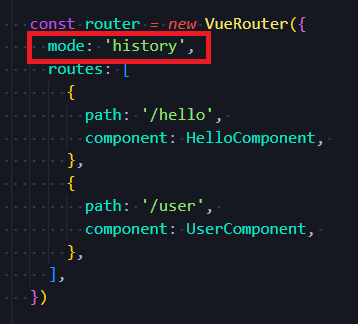 const router = new VueRouter({
mode: 'history',
routes: [
{
path: '/hello',
component: HelloComponent,
},
{
path: '/user',
component: UserComponent,
},
],
})